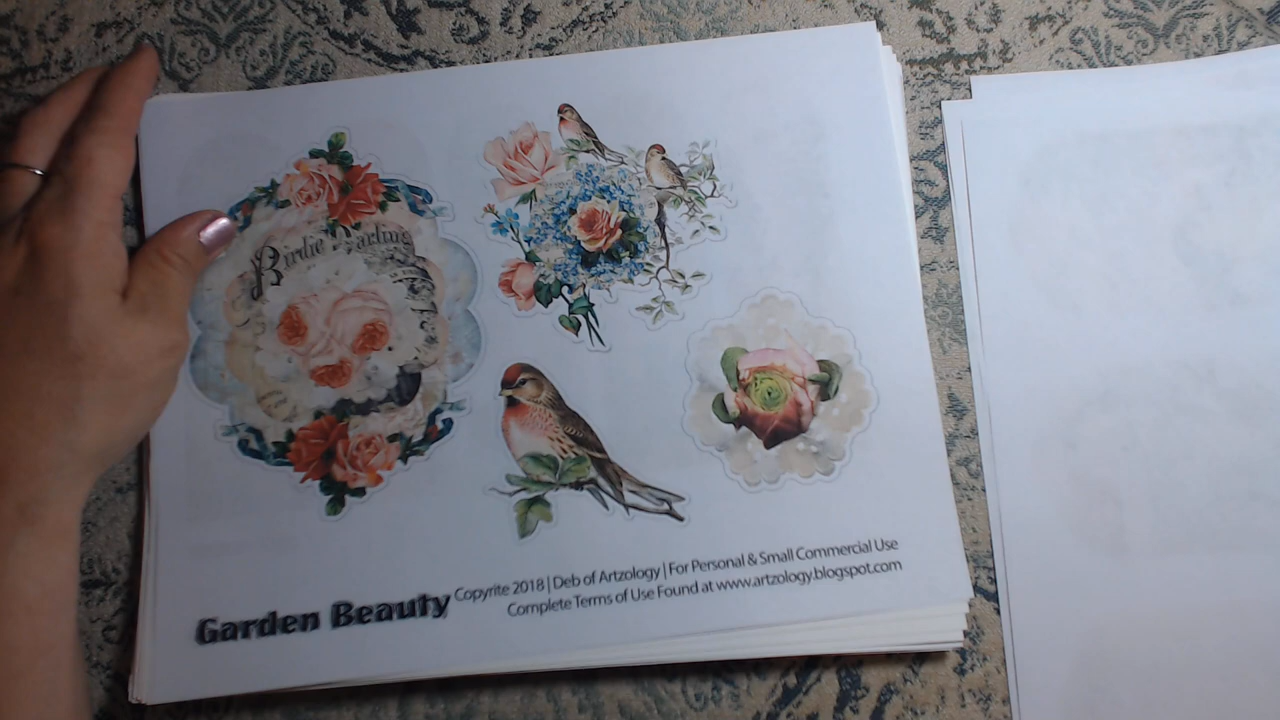 Birdie Darling
Garden Beauty
Copyrite 2018 | Deb of Artzology | For Personal & Small Commercial Use
Complete Terms of Use Found at www.artzology.blogspot.com